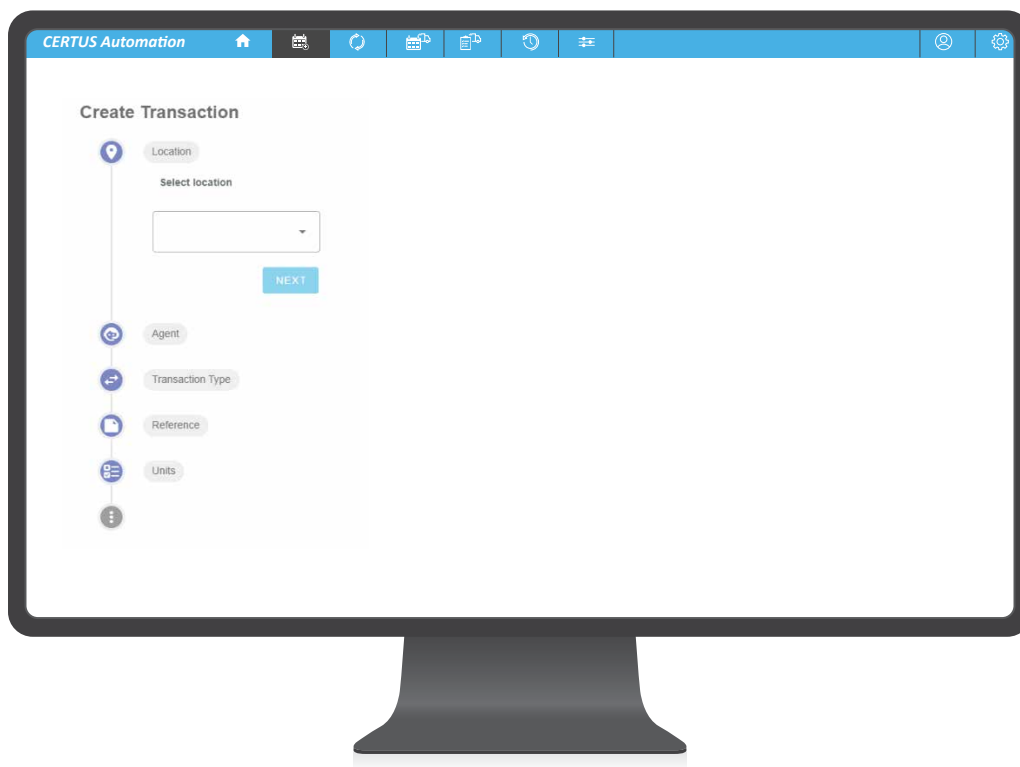 CERTUS Automation
Create Transaction
Location
Select location
NEXT
Agent
Transaction Type
Reference
Units